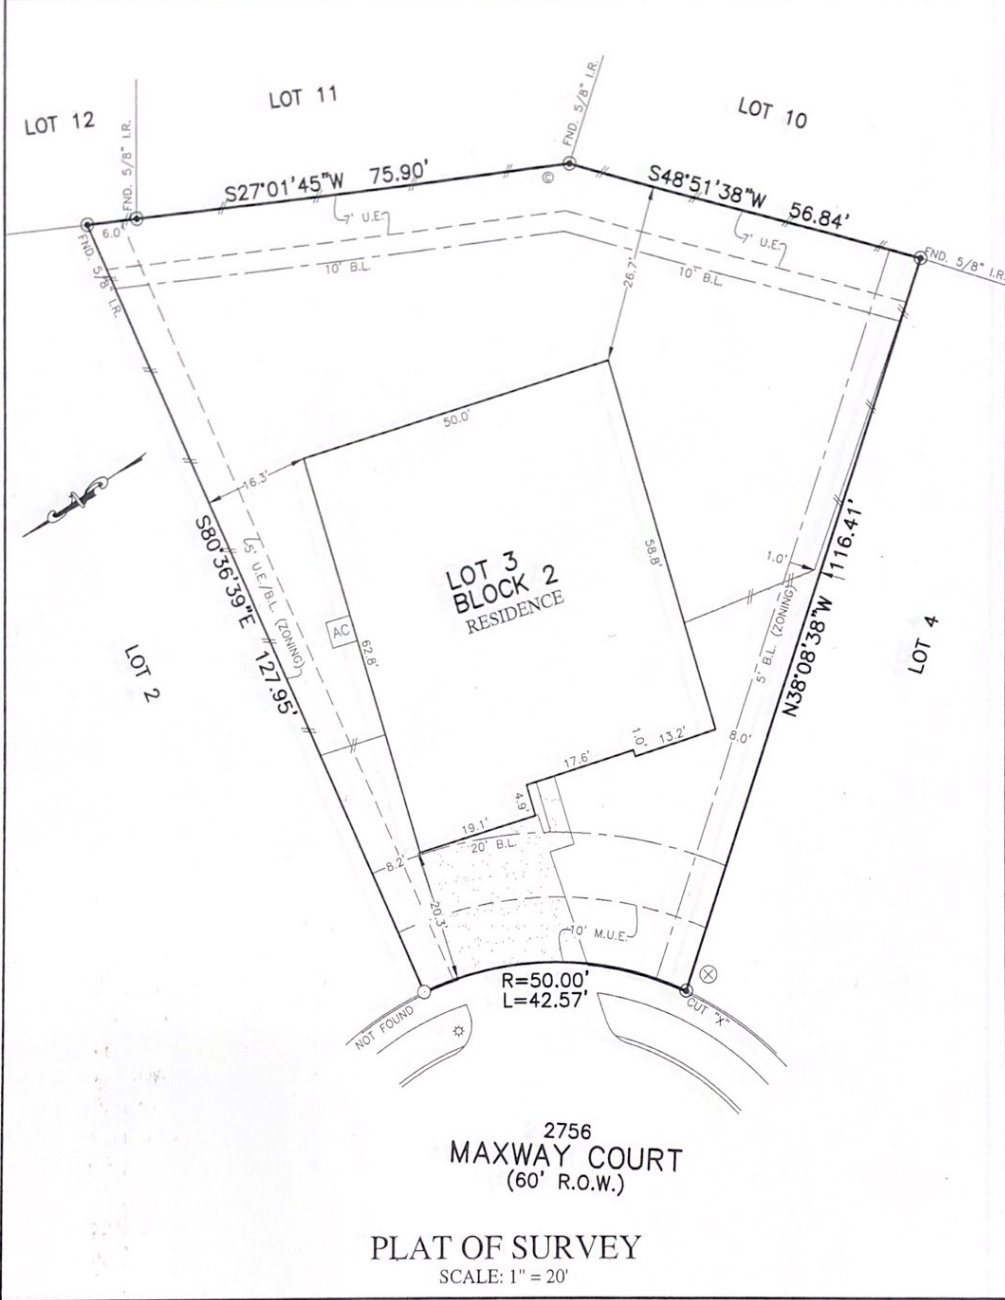 LOT 12
LOT 11
LOT 10
FND. 5/8" I.R.
FND. 5/8" I.R.
S27°01'45"W 75.90'
©
S48°51'38"W 56.84'
6.0'
7' U.E.
7' U.E.
FND. 5/8" I.R.
FND. 5/8" I.R.
10' B.L.
10' B.L.
26.7'
50.0'
16.3'
S80°36'39"E 127.95'
5' U.E./B.L. (ZONING)
58.8'
1.0'
N38°08'38"W 116.41'
LOT 3
BLOCK 2
RESIDENCE
AC
62.8'
5' B.L. (ZONING)
LOT 2
LOT 4
1.0'
13.2'
8.0'
17.6'
4.9'
19.1'
20' B.L.
8.2'
20.3'
10' M.U.E.
R=50.00'
L=42.57'
NOT FOUND
CUT "X"
2756
MAXWAY COURT
(60' R.O.W.)
PLAT OF SURVEY
SCALE: 1" = 20'